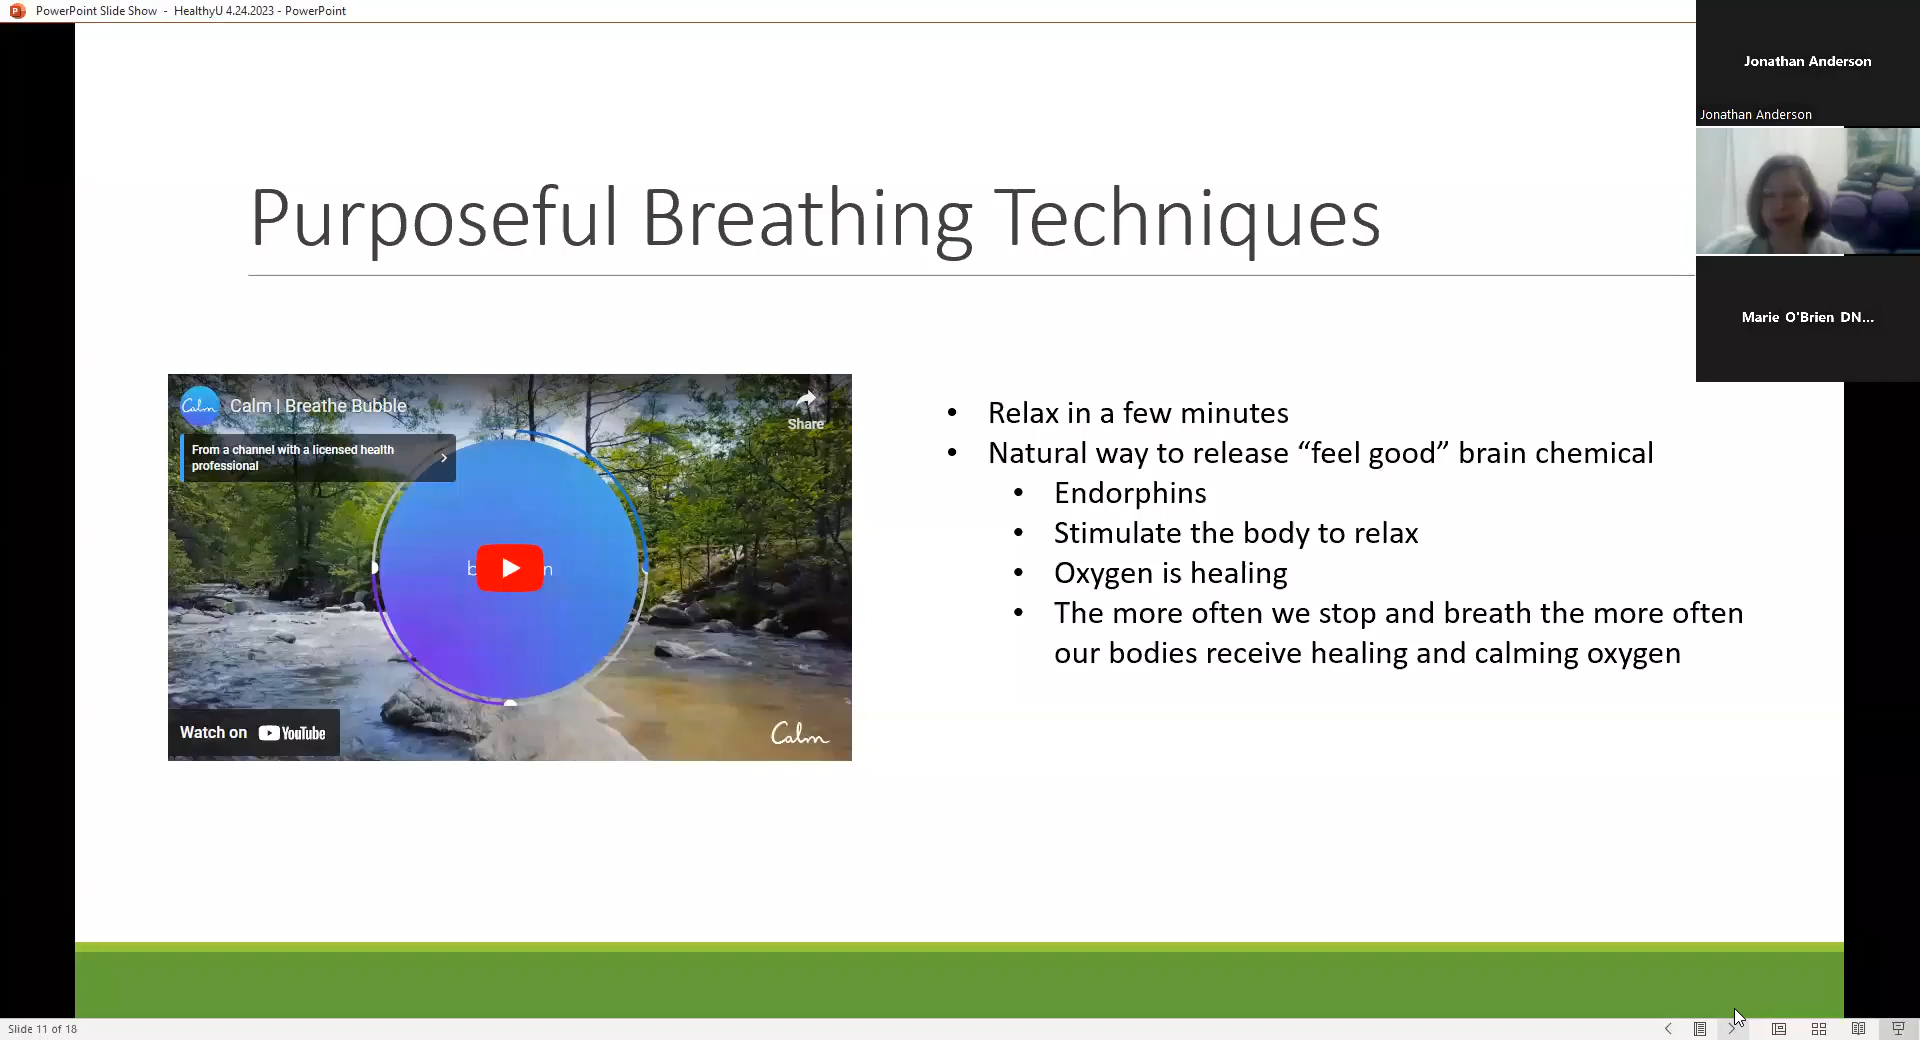 PowerPoint Slide Show - HealthyU 4.24.2023 - PowerPoint
Jonathan Anderson
Jonathan Anderson
Marie O'Brien DN...
Purposeful Breathing Techniques
Calm
Calm | Breathe Bubble
Share
From a channel with a licensed health
professional
Watch on YouTube
Calm
• Relax in a few minutes
• Natural way to release “feel good” brain chemical
• Endorphins
• Stimulate the body to relax
• Oxygen is healing
• The more often we stop and breath the more often
our bodies receive healing and calming oxygen
Slide 11 of 18